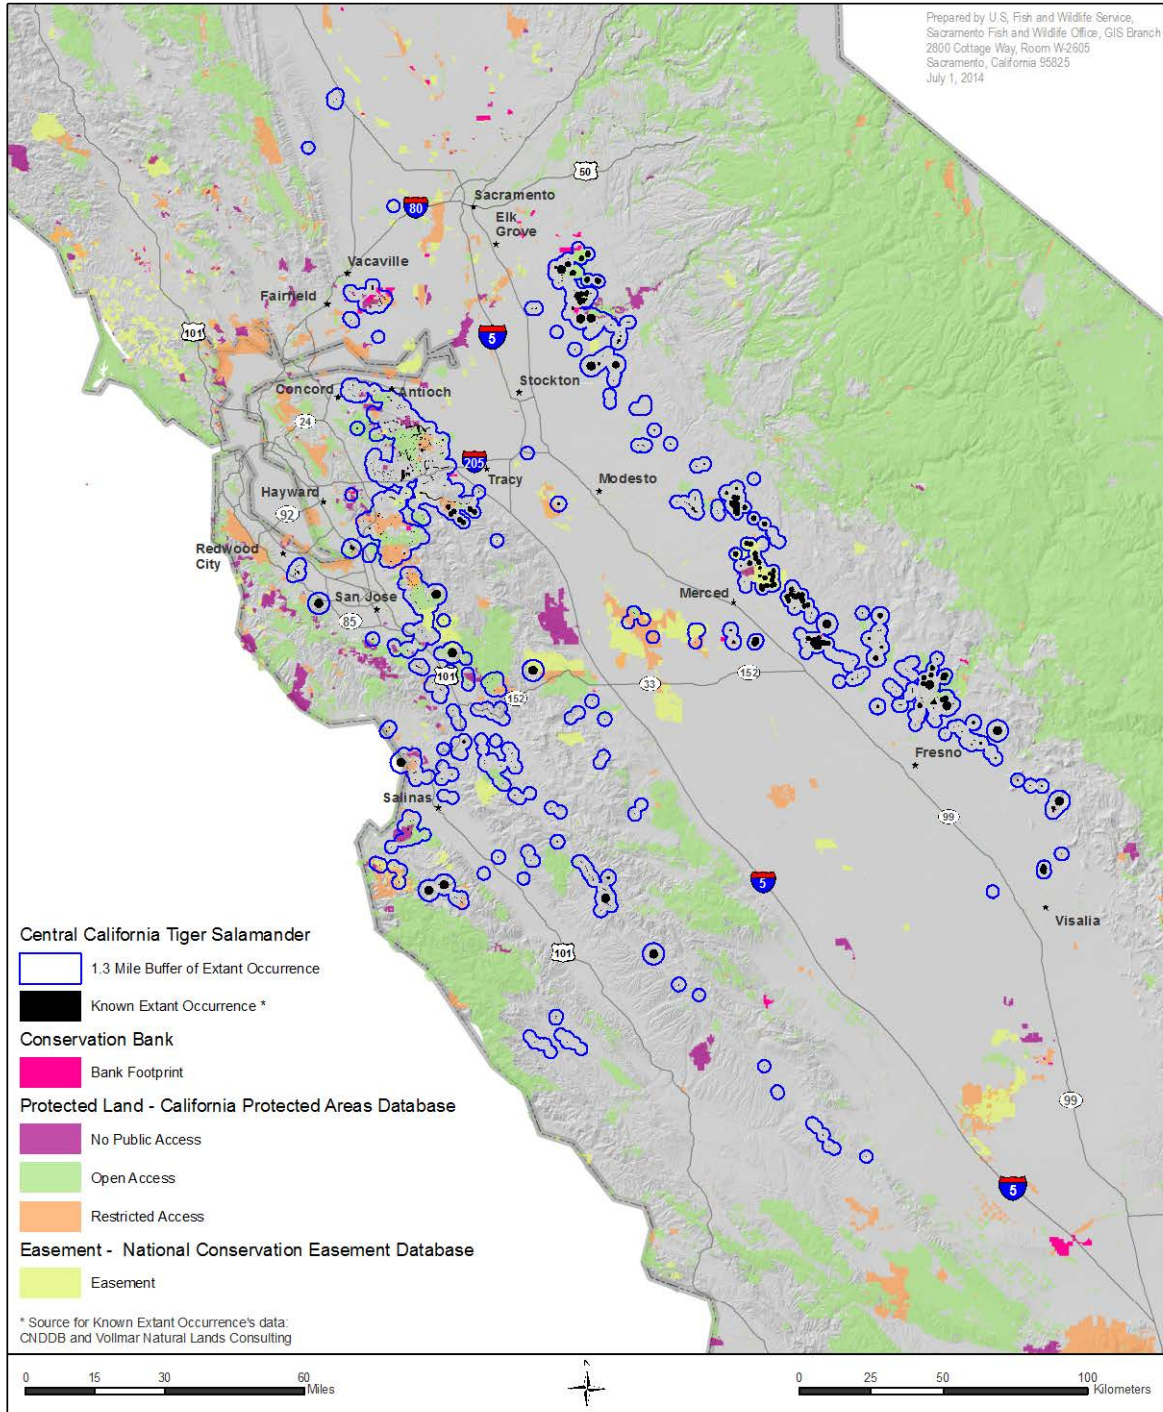 Prepared by U.S, Fish and Wildlife Service,
Sacramento Fish and Wildlife Office, GIS Branch
2800 Cottage Way, Room W-2605
Sacramento, California 95825
July 1, 2014
50
Sacramento
80
Elk
Grove
Vacaville
Fairfield
101
5
Concord
Antioch
Stockton
24
205
Tracy
Modesto
Hayward
92
Redwood
City
San Jose
Merced
85
101
152
33
152
Fresno
Salinas
99
5
Visalia
101
99
5
Central California Tiger Salamander
1.3 Mile Buffer of Extant Occurrence
Known Extant Occurrence *
Conservation Bank
Bank Footprint
Protected Land - California Protected Areas Database
No Public Access
Open Access
Restricted Access
Easement - National Conservation Easement Database
Easement
* Source for Known Extant Occurrence's data:
CNDDB and Vollmar Natural Lands Consulting
0 15 30 60
Miles
0 25 50 100
Kilometers